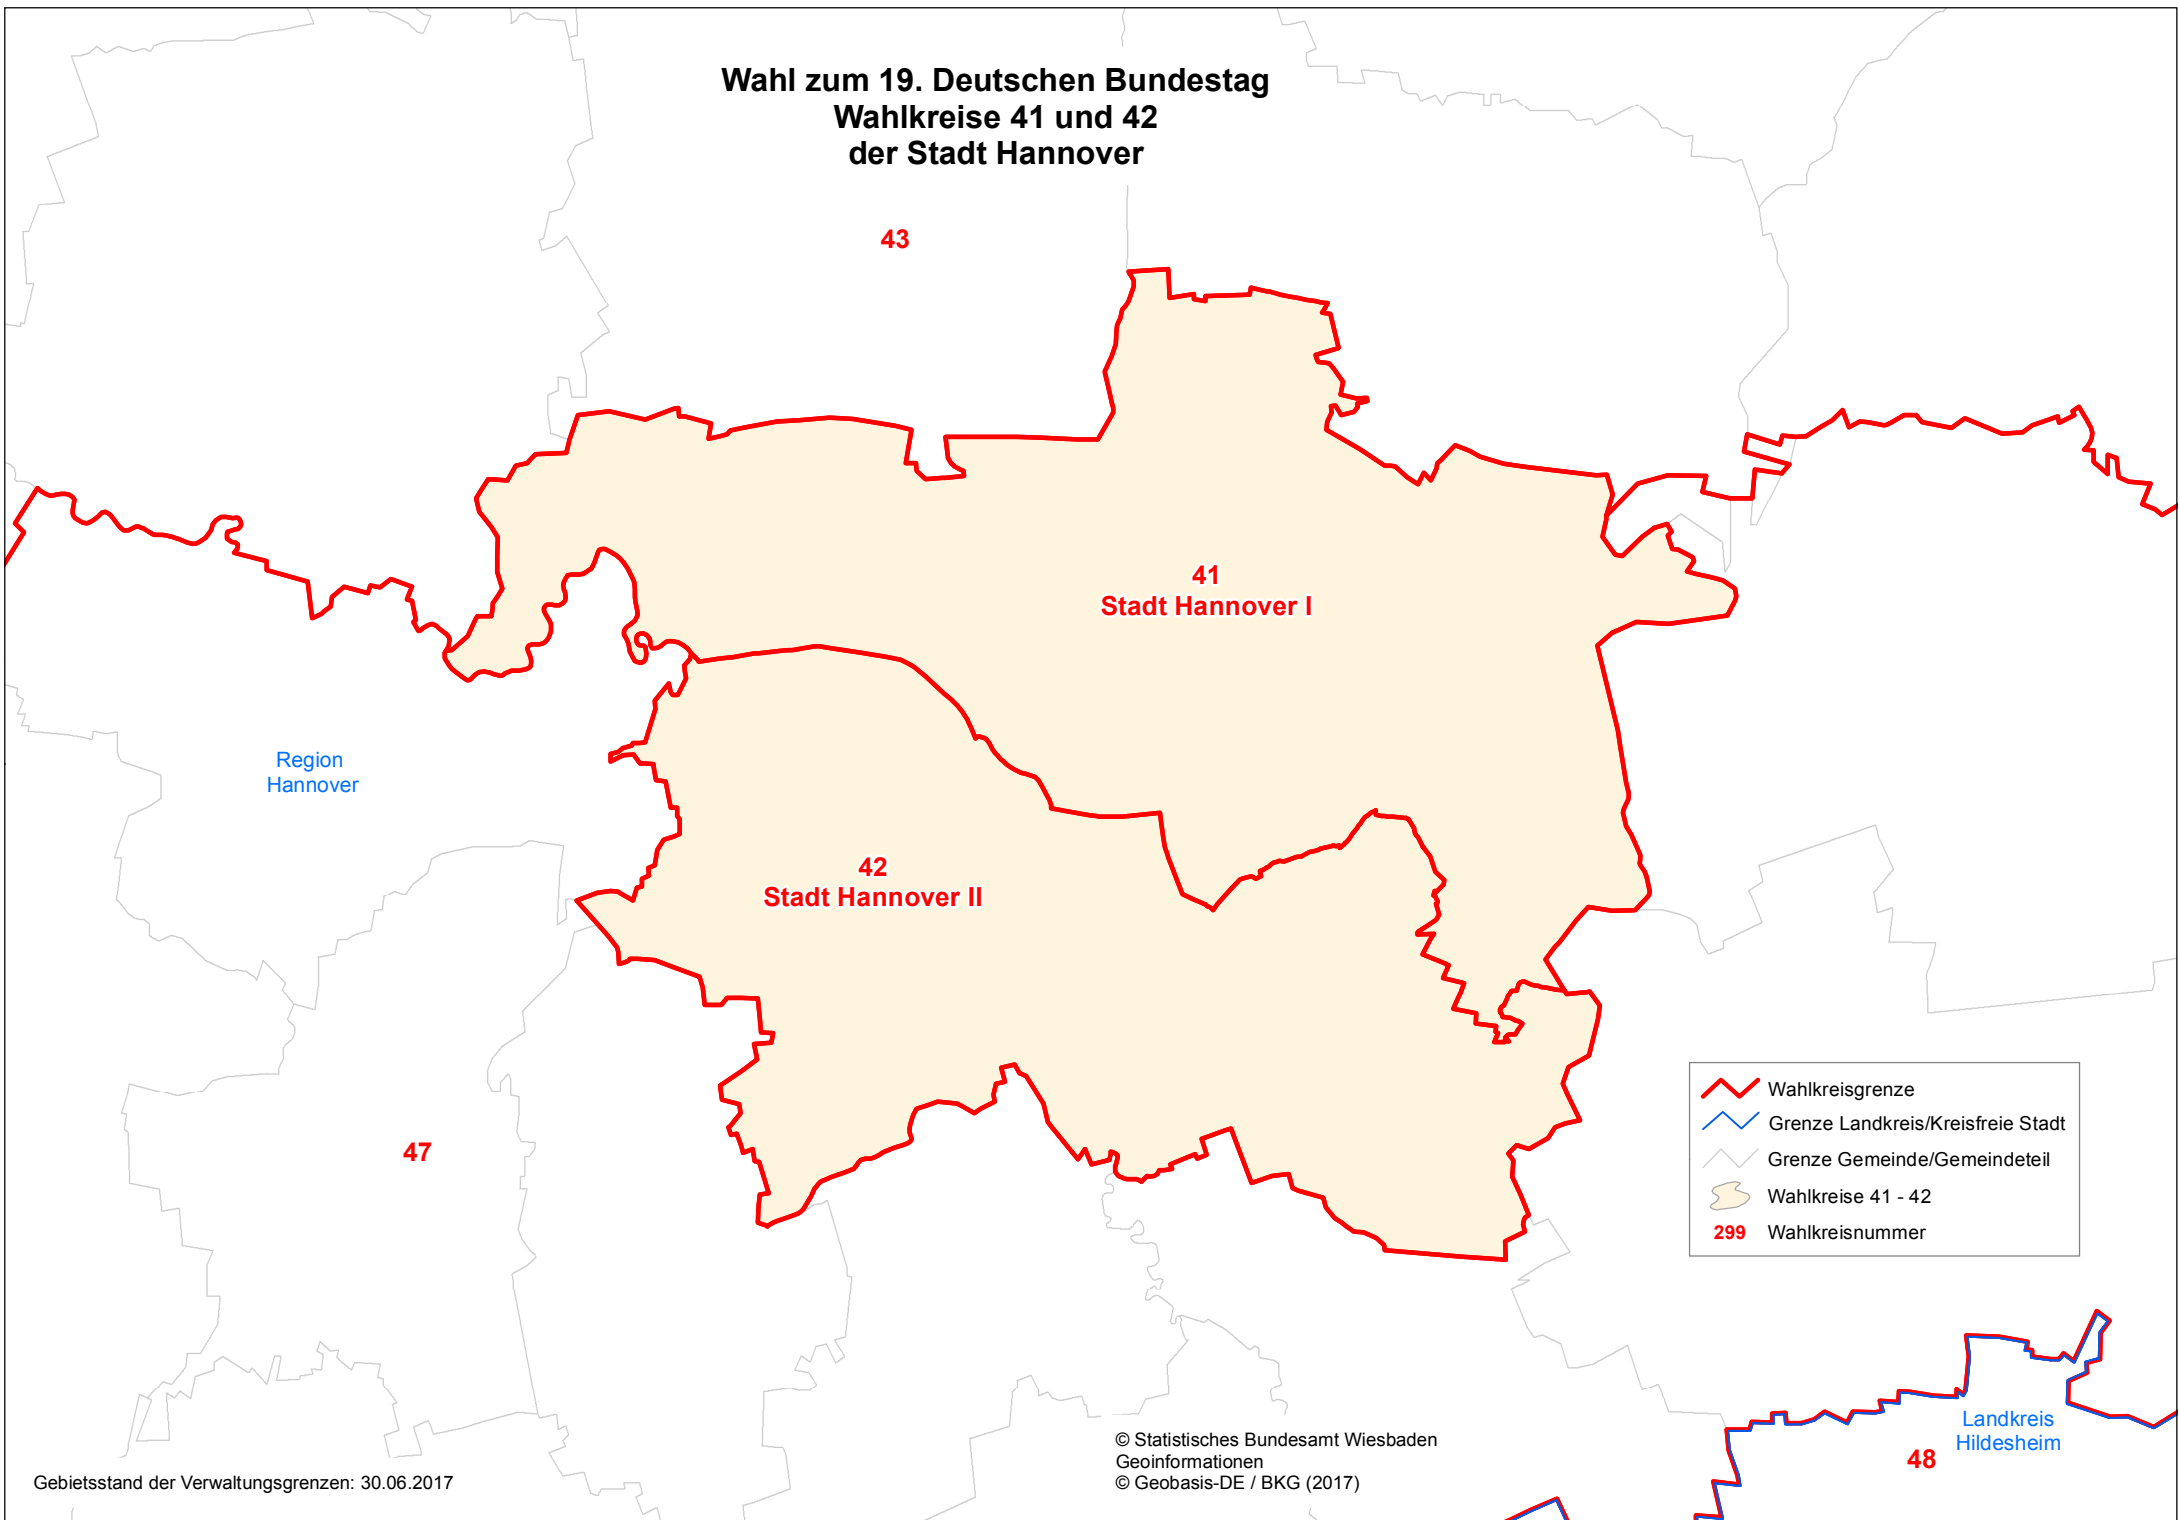 Wahl zum 19. Deutschen Bundestag
Wahlkreise 41 und 42
der Stadt Hannover
43
41
Stadt Hannover I
Region
Hannover
42
Stadt Hannover II
47
Wahlkreisgrenze
Grenze Landkreis/Kreisfreie Stadt
Grenze Gemeinde/Gemeindeteil
Wahlkreise 41 - 42
299 Wahlkreisnummer
Landkreis
Hildesheim
48
© Statistisches Bundesamt Wiesbaden
Geoinformationen
© Geobasis-DE / BKG (2017)
Gebietsstand der Verwaltungsgrenzen: 30.06.2017